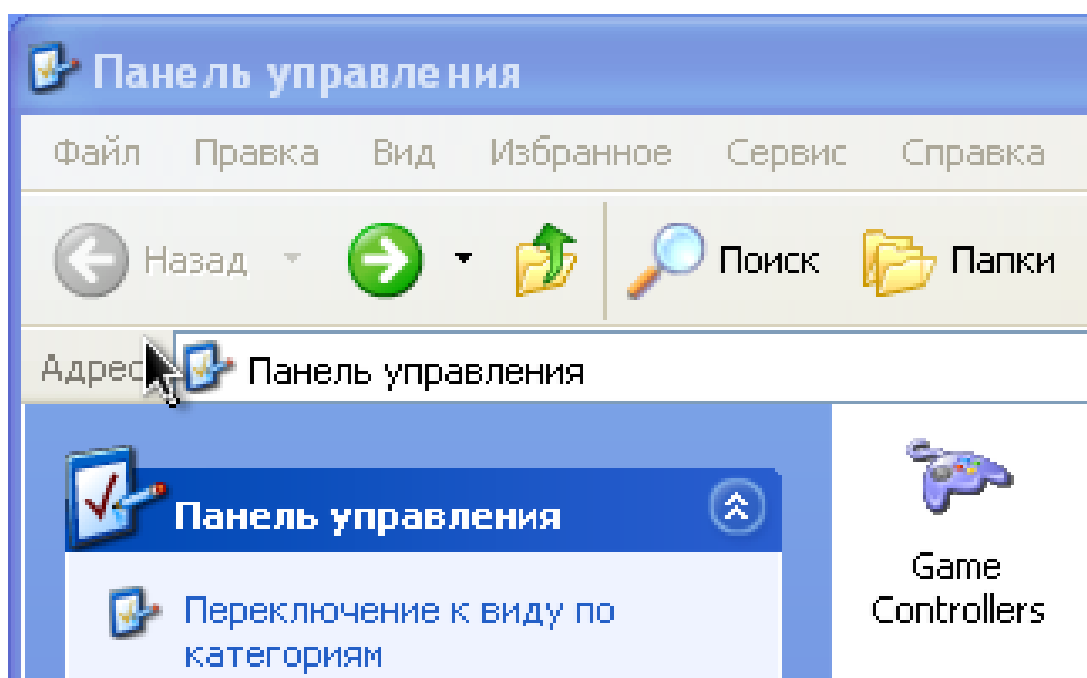 Панель управления
Файл Правка Вид Избранное Сервис Справка
Назад Поиск Папки
Адрес Панель управления
Панель управления
Переключение к виду по
категориям
Game
Controllers